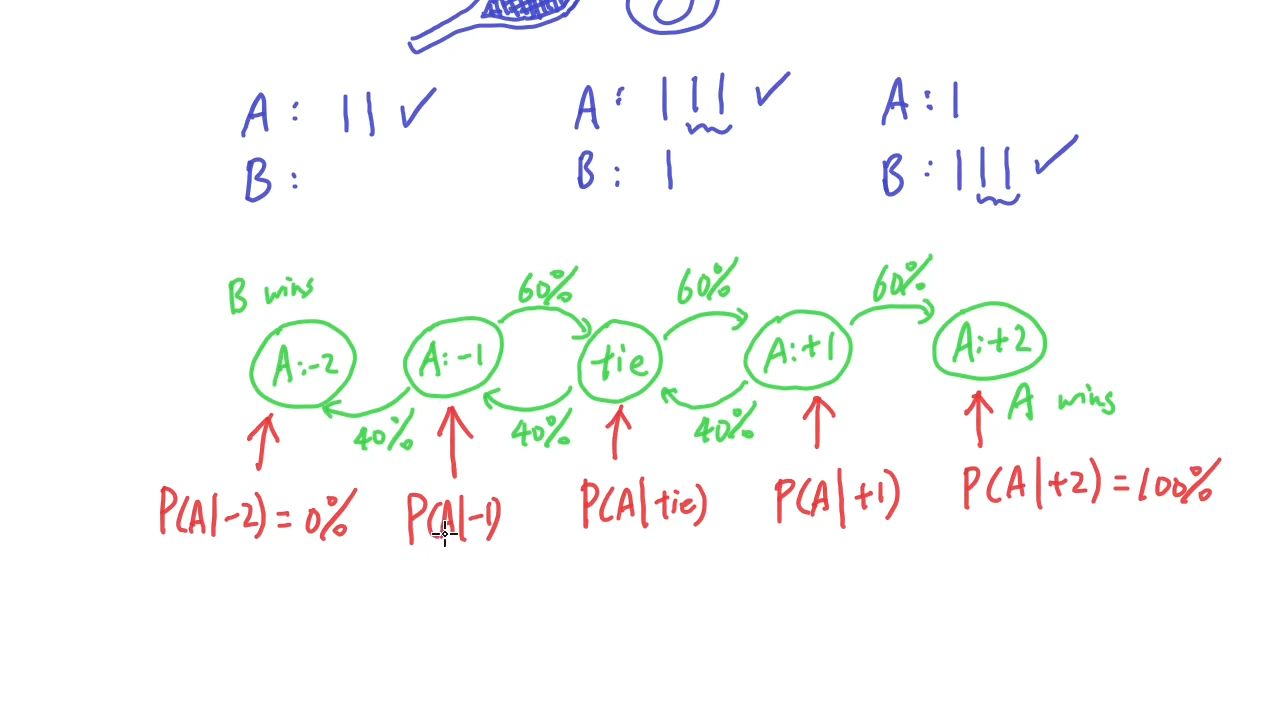 A : | | ✓
B :
A : | | | ✓
B : |
A : |
B : | | | ✓
B wins
60% 60% 60%
A:-2 A:-1 tie A:+1 A:+2
40% 40% 40%
A wins
P(A|-2) = 0% P(A|-1) P(A|tie) P(A|+1) P(A|+2) = 100%